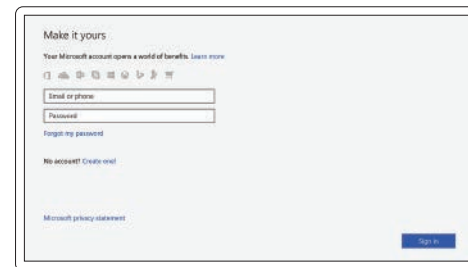 Make it yours
Your Microsoft account opens a world of benefits. Learn more
Email or phone
Password
Forgot my password
No account? Create one!
Microsoft privacy statement
Sign in